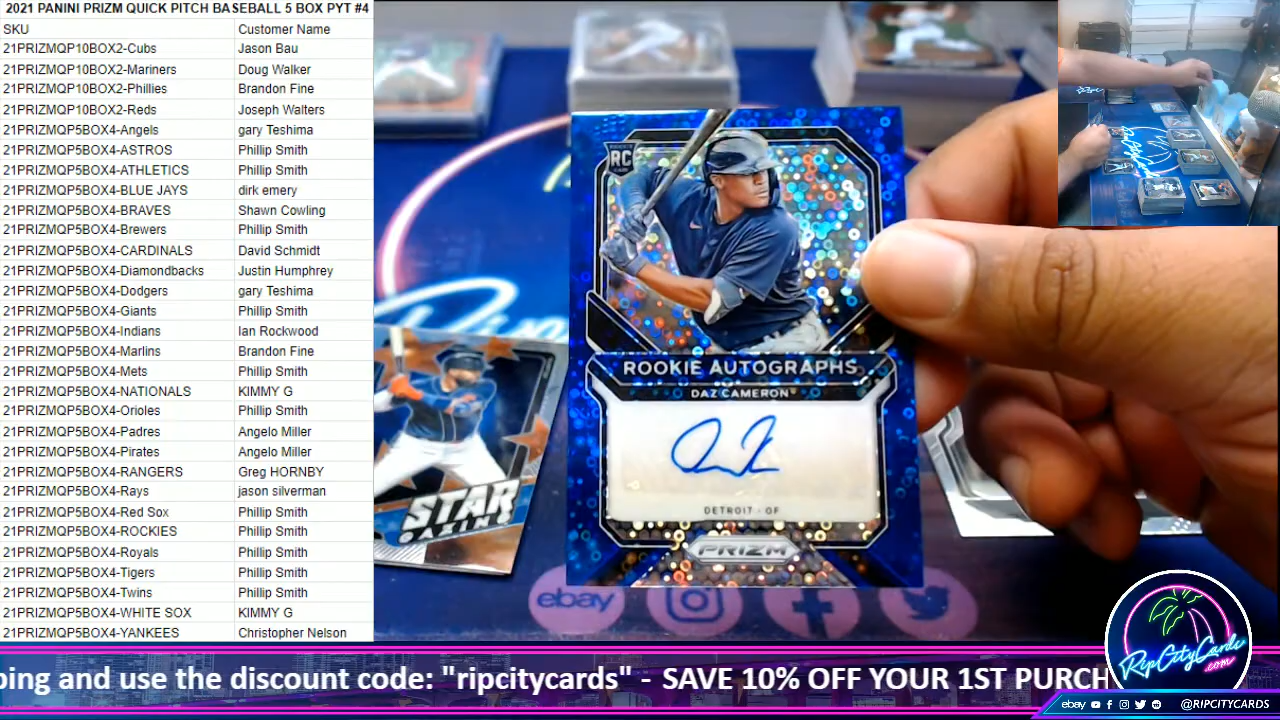 2021 PANINI PRIZM QUICK PITCH BASEBALL 5 BOX PYT #4
SKU Customer Name
21PRIZMQP10BOX2-Cubs Jason Bau
21PRIZMQP10BOX2-Mariners Doug Walker
21PRIZMQP10BOX2-Phillies Brandon Fine
21PRIZMQP10BOX2-Reds Joseph Walters
21PRIZMQP5BOX4-Angels gary Teshima
21PRIZMQP5BOX4-ASTROS Phillip Smith
21PRIZMQP5BOX4-ATHLETICS Phillip Smith
21PRIZMQP5BOX4-BLUE JAYS dirk emery
21PRIZMQP5BOX4-BRAVES Shawn Cowling
21PRIZMQP5BOX4-Brewers Phillip Smith
21PRIZMQP5BOX4-CARDINALS David Schmidt
21PRIZMQP5BOX4-Diamondbacks Justin Humphrey
21PRIZMQP5BOX4-Dodgers gary Teshima
21PRIZMQP5BOX4-Giants Phillip Smith
21PRIZMQP5BOX4-Indians Ian Rockwood
21PRIZMQP5BOX4-Marlins Brandon Fine
21PRIZMQP5BOX4-Mets Phillip Smith
21PRIZMQP5BOX4-NATIONALS KIMMY G
21PRIZMQP5BOX4-Orioles Phillip Smith
21PRIZMQP5BOX4-Padres Angelo Miller
21PRIZMQP5BOX4-Pirates Angelo Miller
21PRIZMQP5BOX4-RANGERS Greg HORNBY
21PRIZMQP5BOX4-Rays jason silverman
21PRIZMQP5BOX4-Red Sox Phillip Smith
21PRIZMQP5BOX4-ROCKIES Phillip Smith
21PRIZMQP5BOX4-Royals Phillip Smith
21PRIZMQP5BOX4-Tigers Phillip Smith
21PRIZMQP5BOX4-Twins Phillip Smith
21PRIZMQP5BOX4-WHITE SOX KIMMY G
21PRIZMQP5BOX4-YANKEES Christopher Nelson
RC
ROOKIE AUTOGRAPHS
DAZ CAMERON
DETROIT - OF
PRIZM
STAR
GAZING
ebay
RipCityCards
.com
ping and use the discount code: "ripcitycards" - SAVE 10% OFF YOUR 1ST PURCH
ebay @RIPCITYCARDS